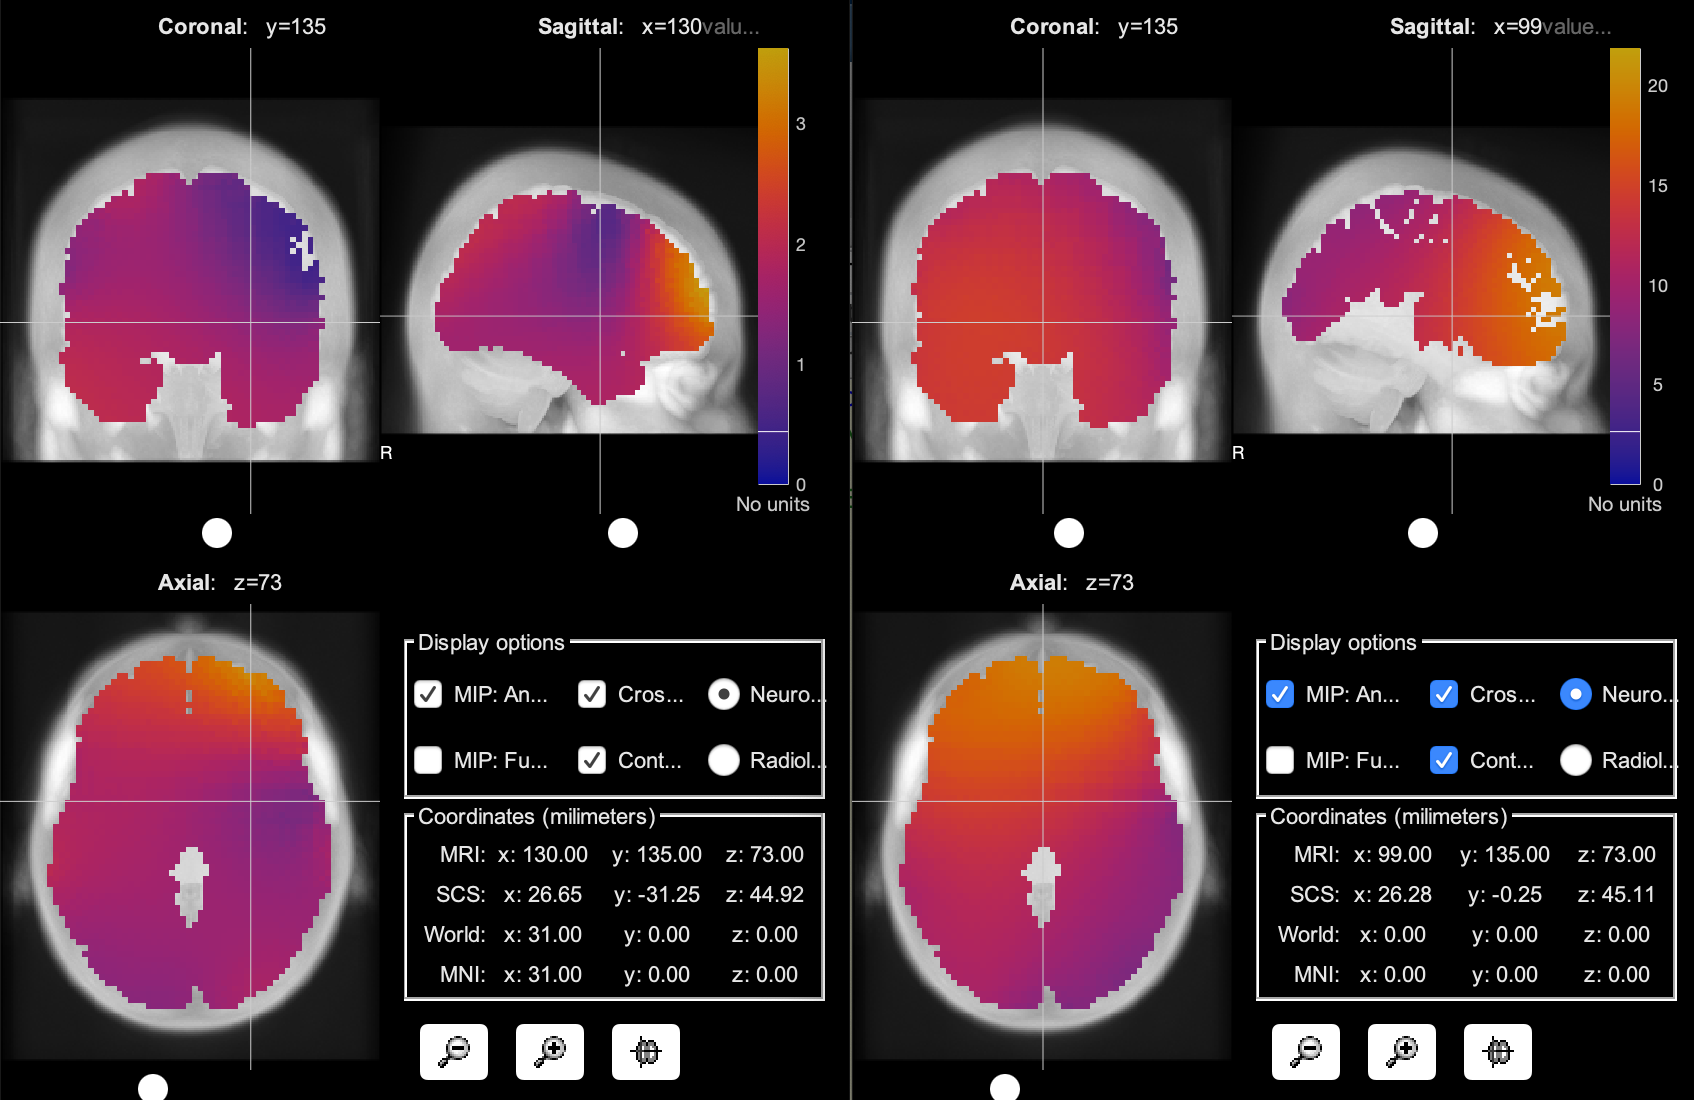 Coronal: y=135
Sagittal: x=130valu...
3
2
1
0
No units
R
Axial: z=73
Display options
MIP: An...
Cros...
Neuro...
MIP: Fu...
Cont...
Radiol...
Coordinates (milimeters)
MRI: x: 130.00 y: 135.00 z: 73.00
SCS: x: 26.65 y: -31.25 z: 44.92
World: x: 31.00 y: 0.00 z: 0.00
MNI: x: 31.00 y: 0.00 z: 0.00
Coronal: y=135
Sagittal: x=99value...
20
15
10
5
0
No units
R
Axial: z=73
Display options
MIP: An...
Cros...
Neuro...
MIP: Fu...
Cont...
Radiol...
Coordinates (milimeters)
MRI: x: 99.00 y: 135.00 z: 73.00
SCS: x: 26.28 y: -0.25 z: 45.11
World: x: 0.00 y: 0.00 z: 0.00
MNI: x: 0.00 y: 0.00 z: 0.00